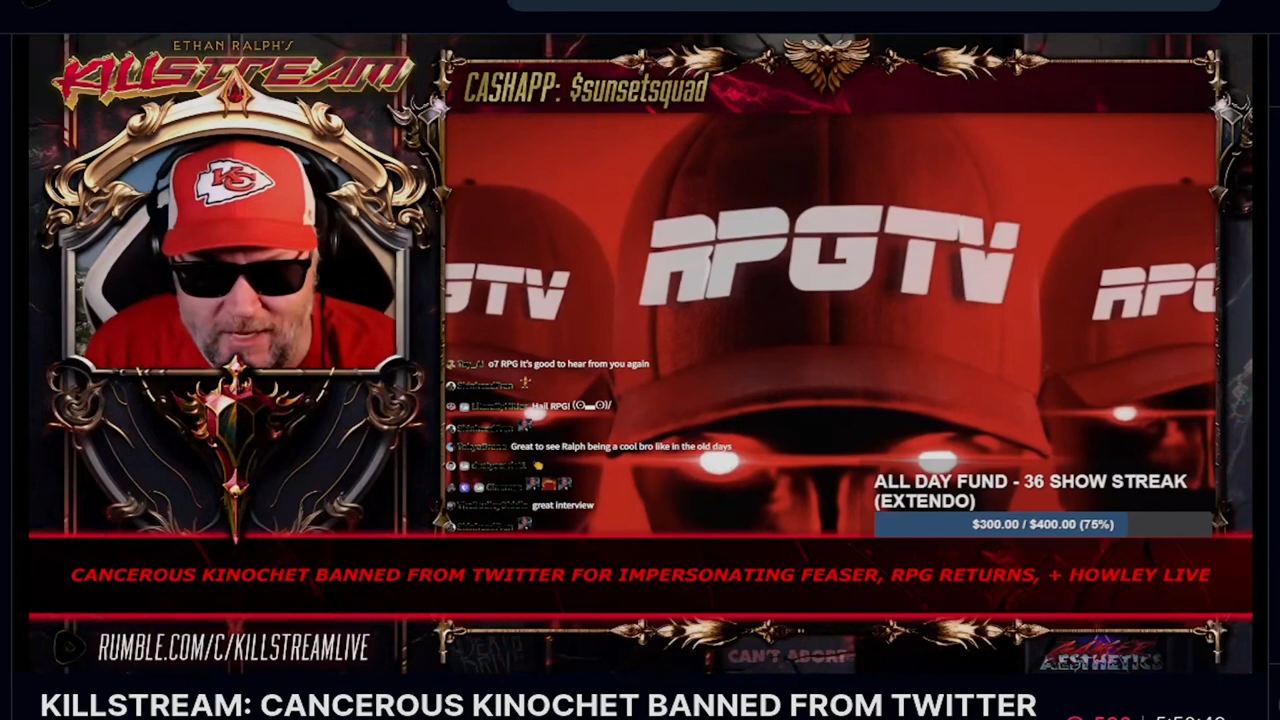 ETHAN RALPH'S
KILLSTREAM
CASHAPP: $sunsetsquad
KC
RPGTV
GTV
RPG
o7 RPG It's good to hear from you again
Hail RPG!
Great to see Ralph being a cool bro like in the old days
great interview
ALL DAY FUND - 36 SHOW STREAK
(EXTENDO)
$300.00 / $400.00 (75%)
CANCEROUS KINOCHET BANNED FROM TWITTER FOR IMPERSONATING FEASER, RPG RETURNS, + HOWLEY LIVE
RUMBLE.COM/C/KILLSTREAMLIVE
CAN'T ABORT
AESTHETICS
KILLSTREAM: CANCEROUS KINOCHET BANNED FROM TWITTER